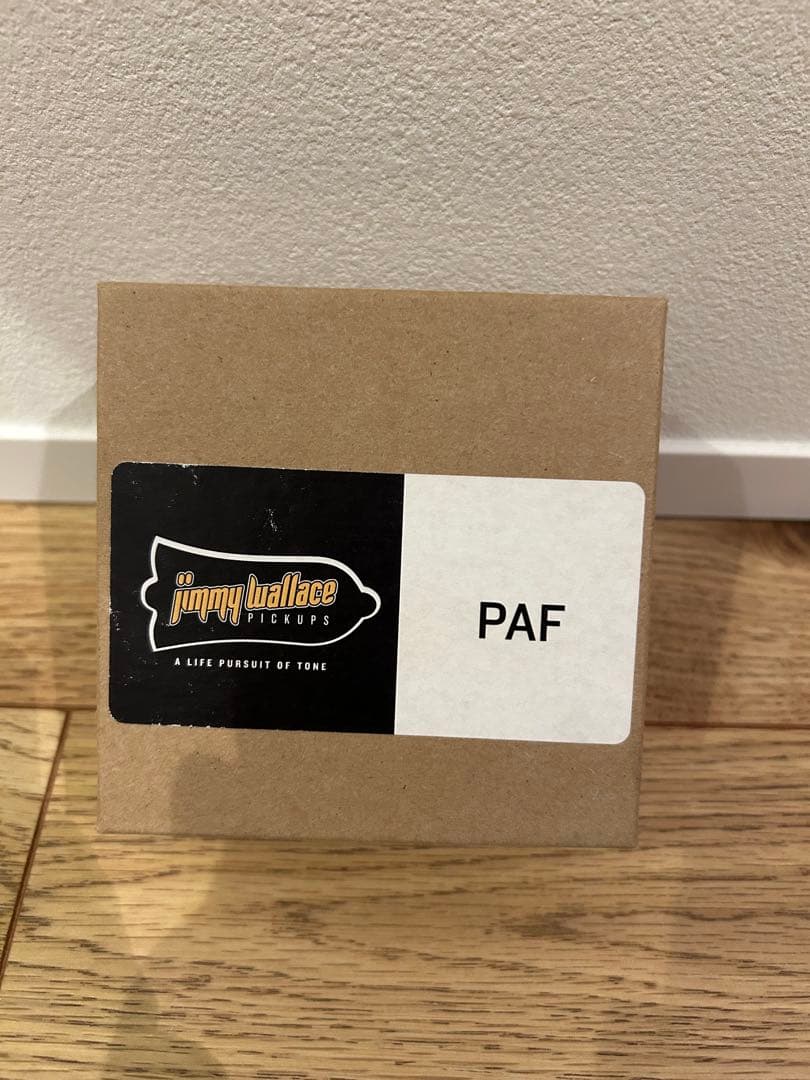 jimmy wallace
PICKUPS
A LIFE PURSUIT OF TONE
PAF